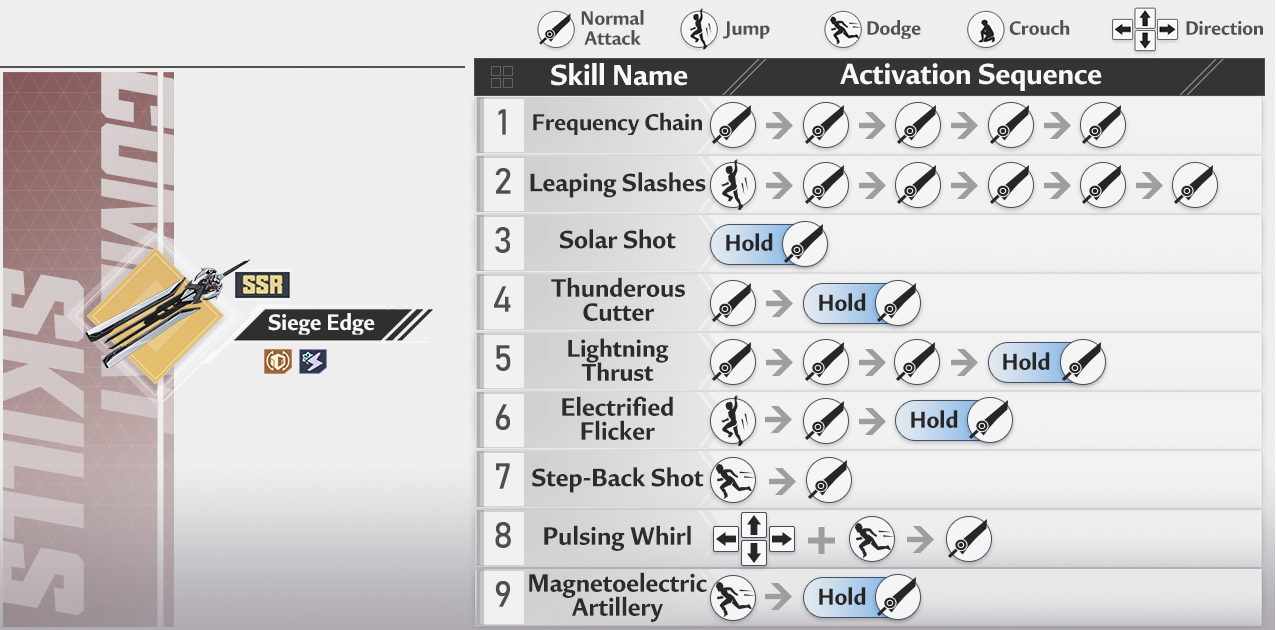 Normal
Attack
Jump
Dodge
Crouch
Direction
Skill Name
Activation Sequence
GUMI
SKILLS
SSR
Siege Edge
1
Frequency Chain
2
Leaping Slashes
3
Solar Shot
Hold
4
Thunderous
Cutter
Hold
5
Lightning
Thrust
Hold
6
Electrified
Flicker
Hold
7
Step-Back Shot
8
Pulsing Whirl
9
Magnetoelectric
Artillery
Hold